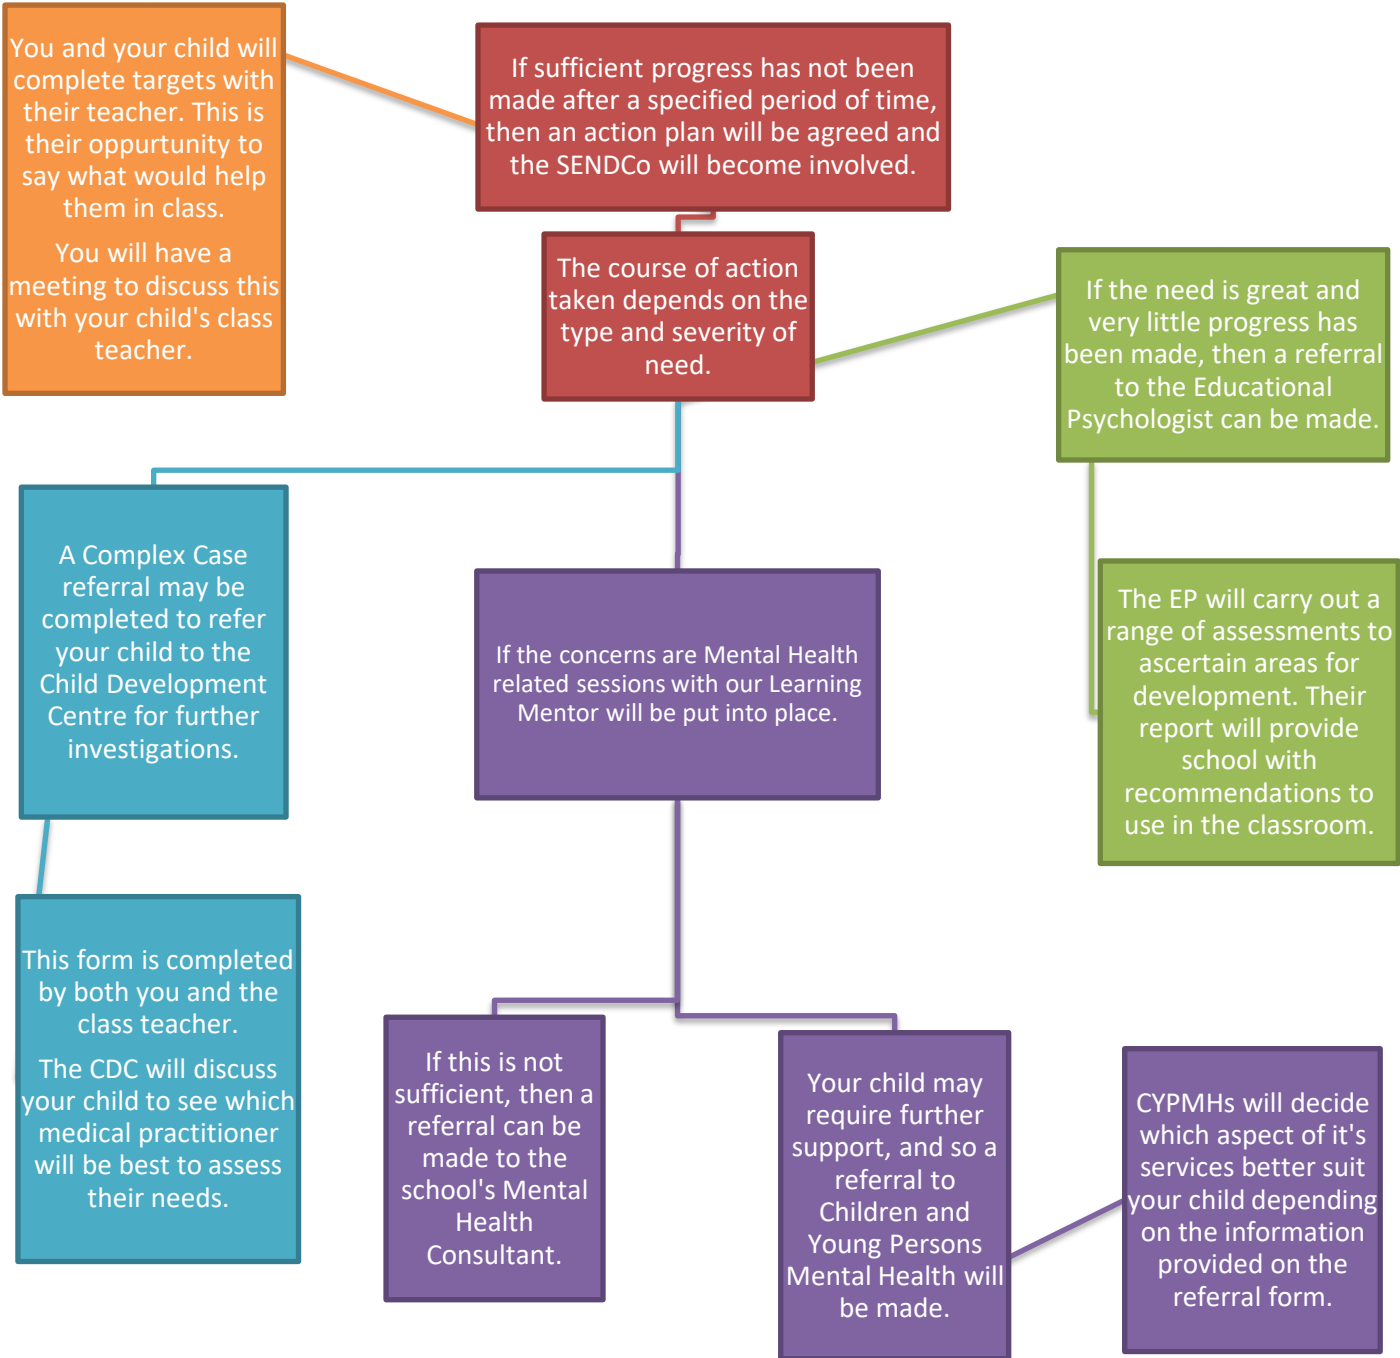 You and your child will
complete targets with
their teacher. This is
their oppurtunity to
say what would help
them in class.
You will have a
meeting to discuss this
with your child's class
teacher.
If sufficient progress has not been
made after a specified period of time,
then an action plan will be agreed and
the SENDCo will become involved.
The course of action
taken depends on the
type and severity of
need.
If the need is great and
very little progress has
been made, then a referral
to the Educational
Psychologist can be made.
A Complex Case
referral may be
completed to refer
your child to the
Child Development
Centre for further
investigations.
If the concerns are Mental Health
related sessions with our Learning
Mentor will be put into place.
The EP will carry out a
range of assessments to
ascertain areas for
development. Their
report will provide
school with
recommendations to
use in the classroom.
This form is completed
by both you and the
class teacher.
The CDC will discuss
your child to see which
medical practitioner
will be best to assess
their needs.
If this is not
sufficient, then a
referral can be
made to the
school's Mental
Health
Consultant.
Your child may
require further
support, and so a
referral to
Children and
Young Persons
Mental Health will
be made.
CYPMHs will decide
which aspect of it's
services better suit
your child depending
on the information
provided on the
referral form.